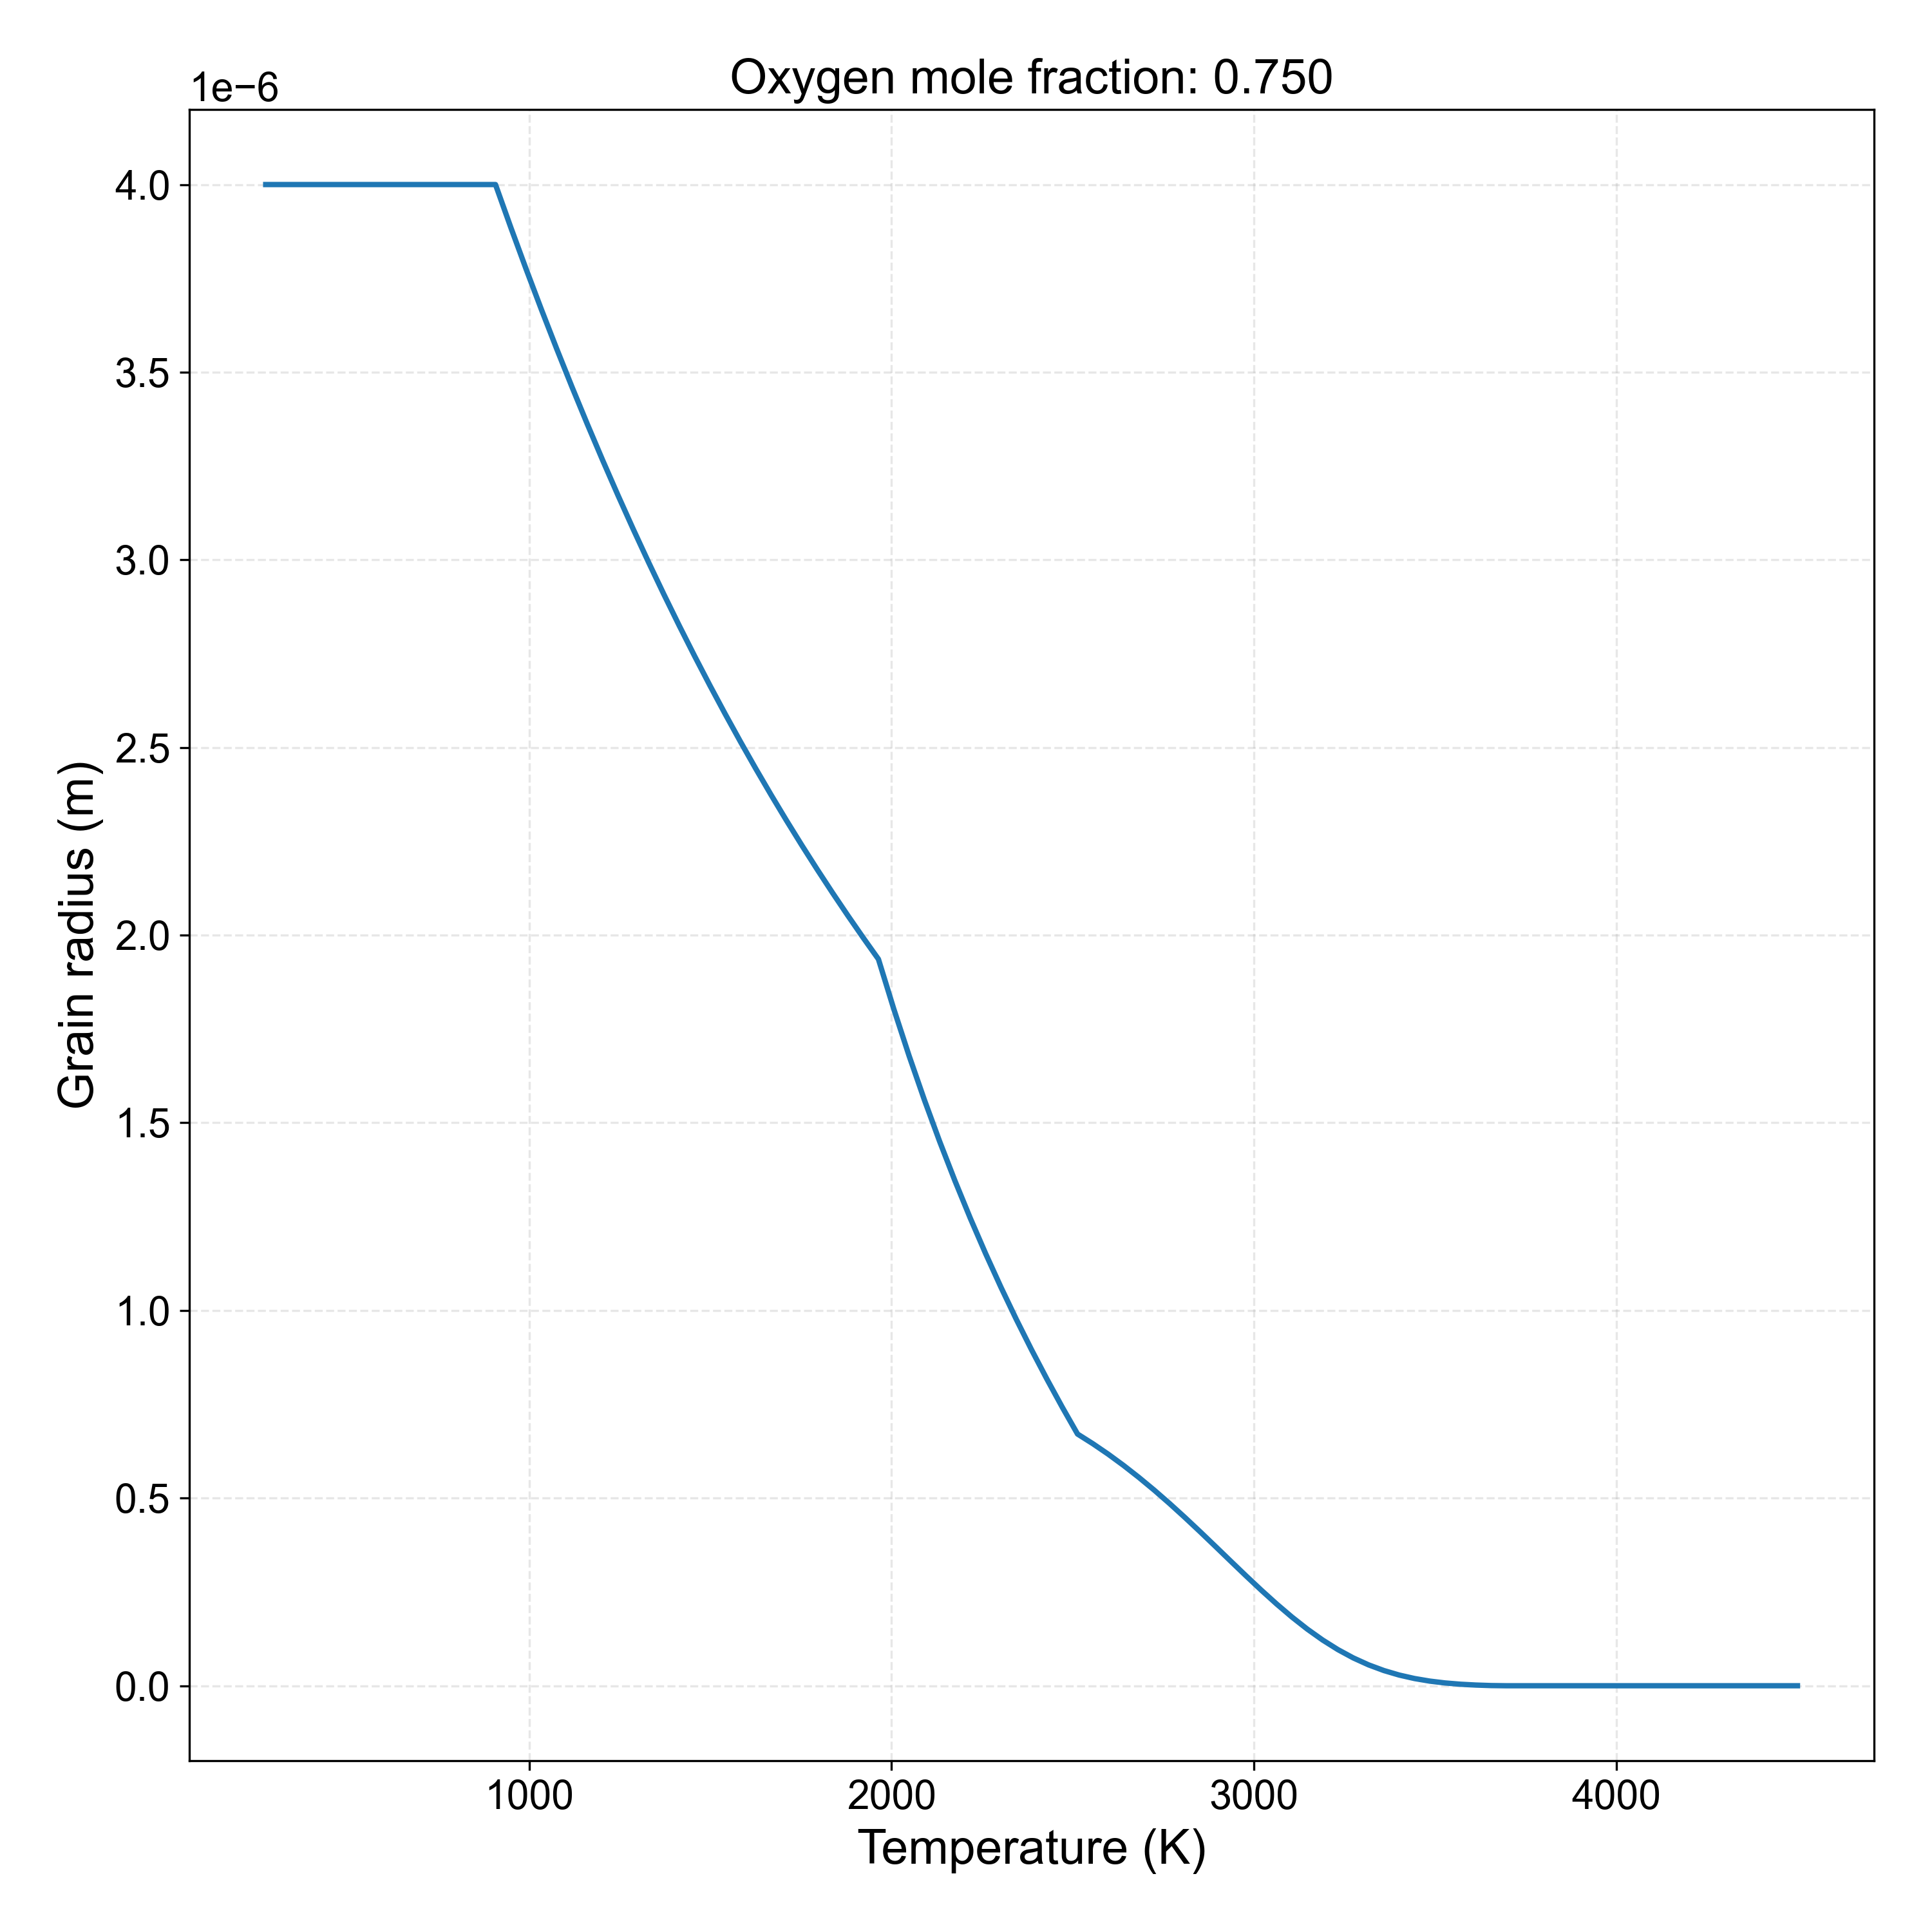 Oxygen mole fraction: 0.750
1e−6
4.0
3.5
3.0
2.5
2.0
1.5
1.0
0.5
0.0
Grain radius (m)
1000 2000 3000 4000
Temperature (K)